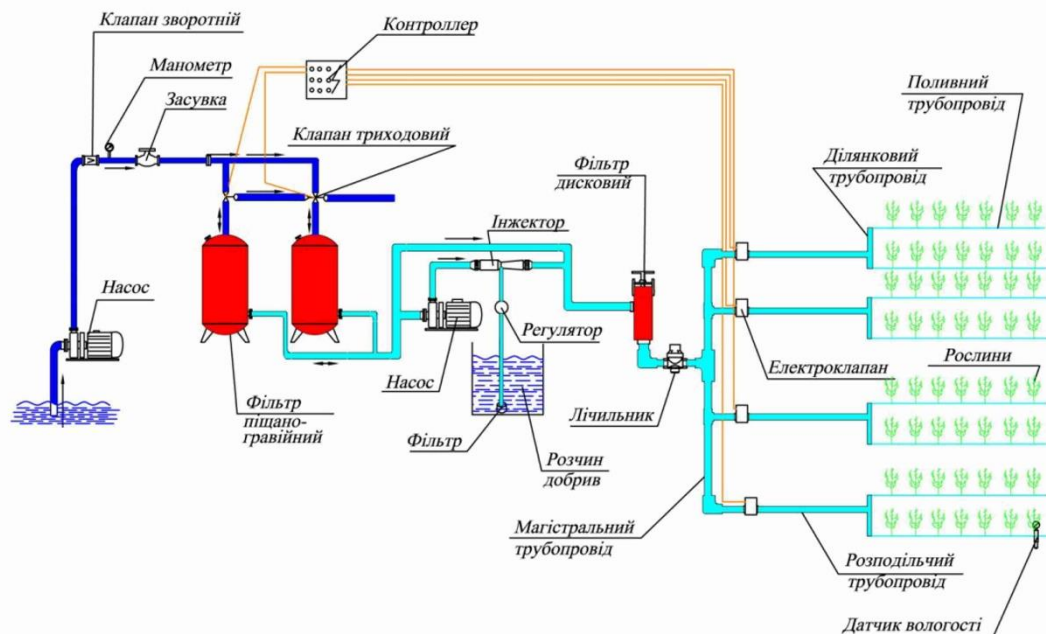 Клапан зворотній
Манометр
Засувка
Контроллер
Клапан триходовий
Поливний
трубопровід
Ділянковий
трубопровід
Фільтр
дисковий
Інжектор
Насос
Регулятор
Насос
Електроклапан
Рослини
Лічильник
Фільтр
піщано-
гравійний
Фільтр
Розчин
добрив
Магістральний
трубопровід
Розподільчий
трубопровід
Датчик вологості